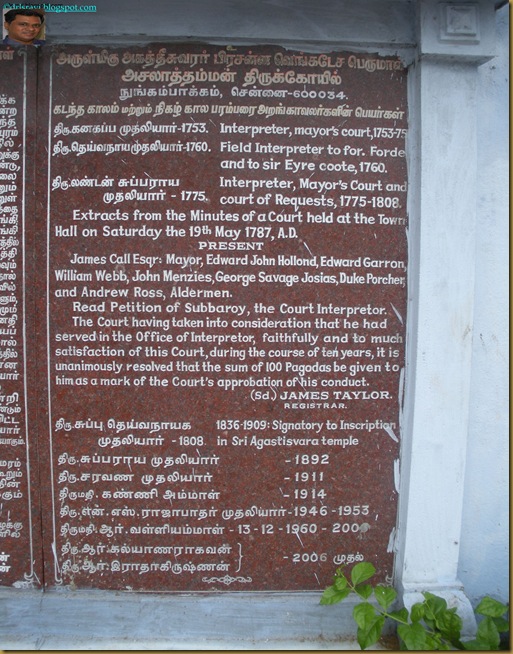 ©drlsravi.blogspot.com
அருள்மிகு அகத்தீசுவரர் பிரசன்ன வெங்கடேச பெருமாள்
அசலாத்தம்மன் திருக்கோயில்
நுங்கம்பாக்கம், சென்னை-600034.
கடந்த காலம் மற்றும் நிகழ் கால பரம்பரை அறங்காவலர்களின் பெயர்கள்
திரு.கனகப்ப முதலியார்-1753. Interpreter, mayor's court, 1753-75
திரு.தெய்வநாயமுதலியார்-1760. Field Interpreter to for. Forde
and to sir Eyre coote, 1760.
திரு.லண்டன் சுப்பராய Interpreter, Mayor's Court and
முதலியார் - 1775. court of Requests, 1775-1808.
Extracts from the Minutes of a Court held at the Town
Hall on Saturday the 19th May 1787, A.D.
PRESENT
James Call Esqr: Mayor, Edward John Hollond, Edward Garron,
William Webb, John Menzies, George Savage Josias, Duke Porcher,
and Andrew Ross, Aldermen.
Read Petition of Subbaroy, the Court Interpretor.
The Court having taken into consideration that he had
served in the Office of Interpretor, faithfully and to much
satisfaction of this Court, during the course of ten years, it is
unanimously resolved that the sum of 100 Pagodas be given to
him as a mark of the Court's approbation of his conduct.
(Sd.) JAMES TAYLOR.
REGISTRAR.
திரு.சுப்பு தெய்வநாயக 1836-1909: Signatory to Inscription
முதலியார் - 1808 in Sri Agastisvara temple
திரு.சுப்பராய முதலியார் - 1892
திரு.சரவண முதலியார் - 1911
திருமதி.கண்ணி அம்மாள் - 1914
திரு.என்.எஸ்.ராஜாபாதர் முதலியார்-1946 - 1953
திருமதி.ஆர்.வள்ளியம்மாள் - 13-12-1960 - 200
திரு.ஆர்.கல்யாணராகவன்
திரு.ஆர்.இராதாகிருஷ்ணன் } - 2006 முதல்